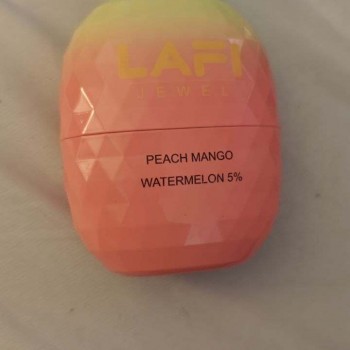 LAFI
JEWEL
PEACH MANGO
WATERMELON 5%